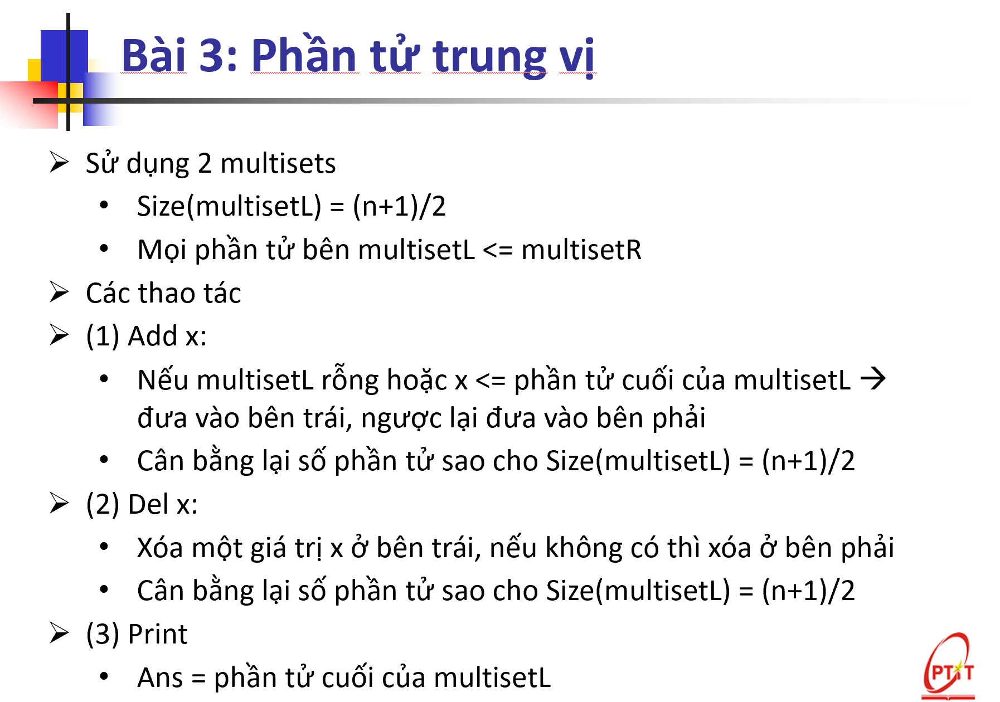 Bài 3: Phần tử trung vị
➢ Sử dụng 2 multisets
• Size(multisetL) = (n+1)/2
• Mọi phần tử bên multisetL <= multisetR
➢ Các thao tác
➢ (1) Add x:
• Nếu multisetL rỗng hoặc x <= phần tử cuối của multisetL →
đưa vào bên trái, ngược lại đưa vào bên phải
• Cân bằng lại số phần tử sao cho Size(multisetL) = (n+1)/2
➢ (2) Del x:
• Xóa một giá trị x ở bên trái, nếu không có thì xóa ở bên phải
• Cân bằng lại số phần tử sao cho Size(multisetL) = (n+1)/2
➢ (3) Print
• Ans = phần tử cuối của multisetL
PTIT